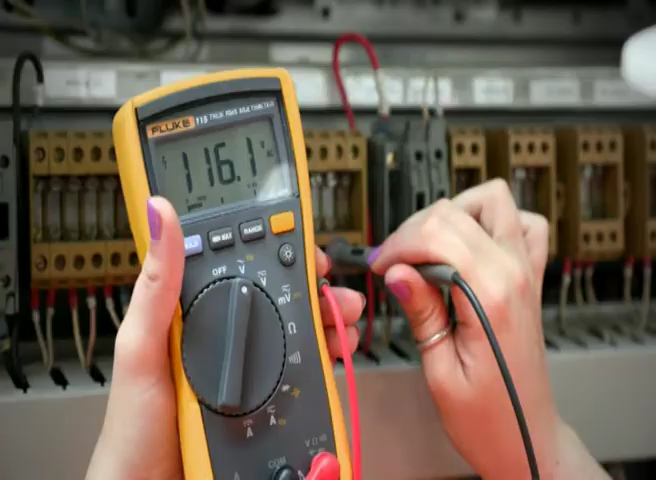 FLUKE 115 TRUE RMS MULTIMETER
116.1
MIN MAX
RANGE
OFF
V
V
mV
Ω
A
A
COM